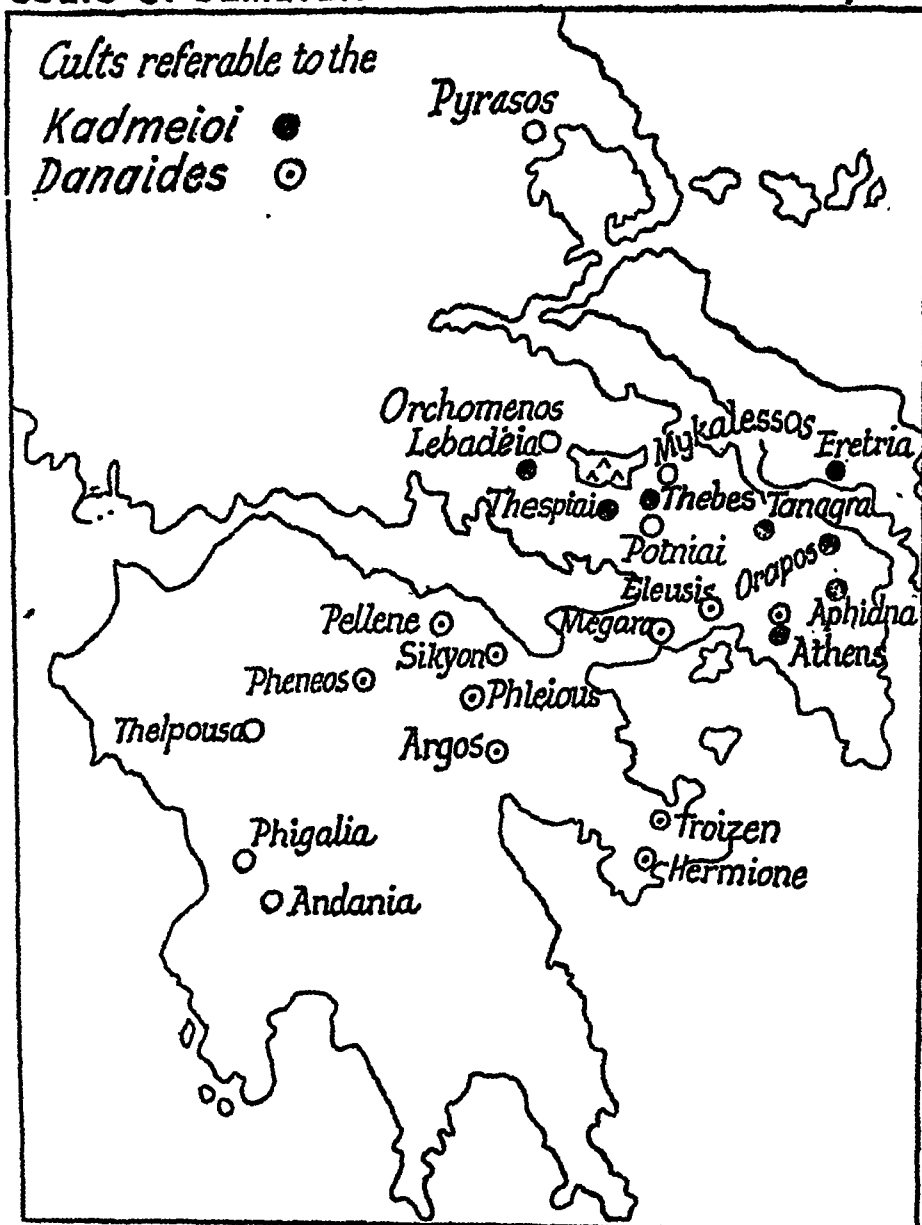 Cults referable to the
Kadmeioi
Danaides
Pyrasos
Orchomenos
Lebadeia
Mykalessos
Eretria
Thespiai
Thebes
Tanagra
Potniai
Oropos
Eleusis
Aphidna
Pellene
Megara
Athens
Sikyon
Pheneos
Phleious
Thelpousa
Argos
Troizen
Phigalia
Hermione
Andania